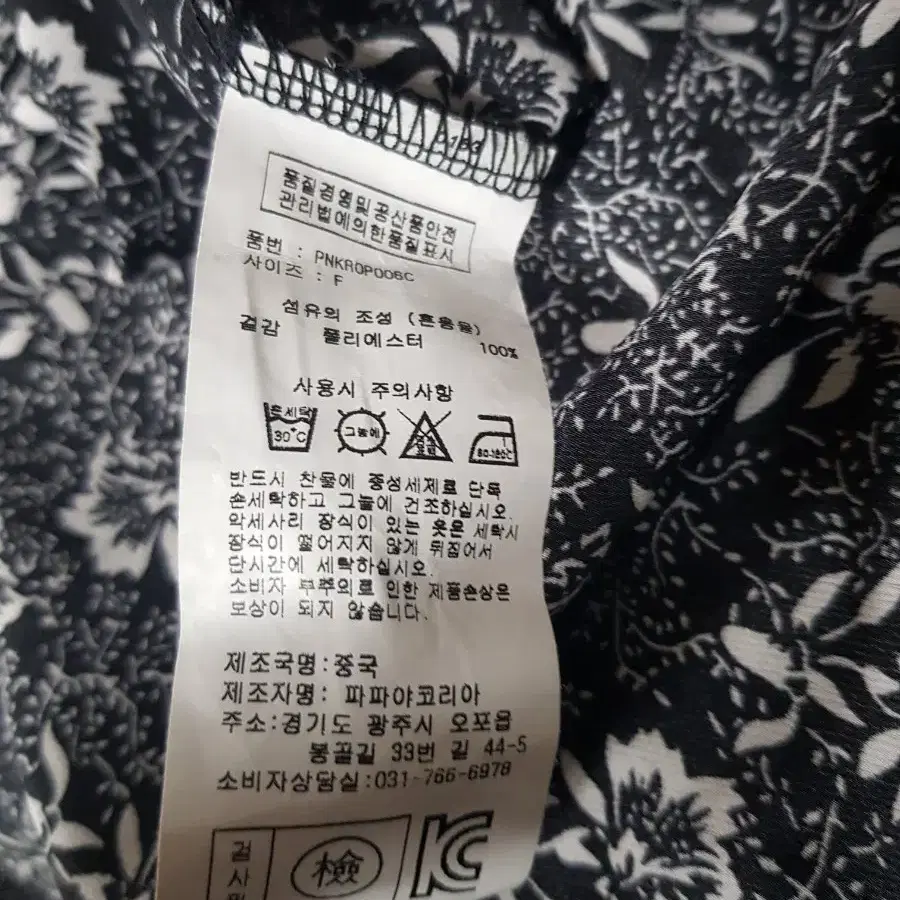 품질경영및공산품안전
관리법에의한품질표시
품번 : PNKROP006C
사이즈 : F
섬유의 조성 (혼용율)
겉감 폴리에스터 100%
사용시 주의사항
손세탁
30℃
그늘에
80-160℃
반드시 찬물에 중성세제로 단독
손세탁하고 그늘에 건조하십시오.
악세사리 장식이 있는 옷은 세탁시
장식이 떨어지지 않게 뒤집어서
단시간에 세탁하십시오.
소비자 부주의로 인한 제품손상은
보상이 되지 않습니다.
제조국명 : 중국
제조자명 : 파파야코리아
주소 : 경기도 광주시 오포읍
봉골길 33번 길 44-5
소비자상담실 : 031-766-6978
검사
檢
KC